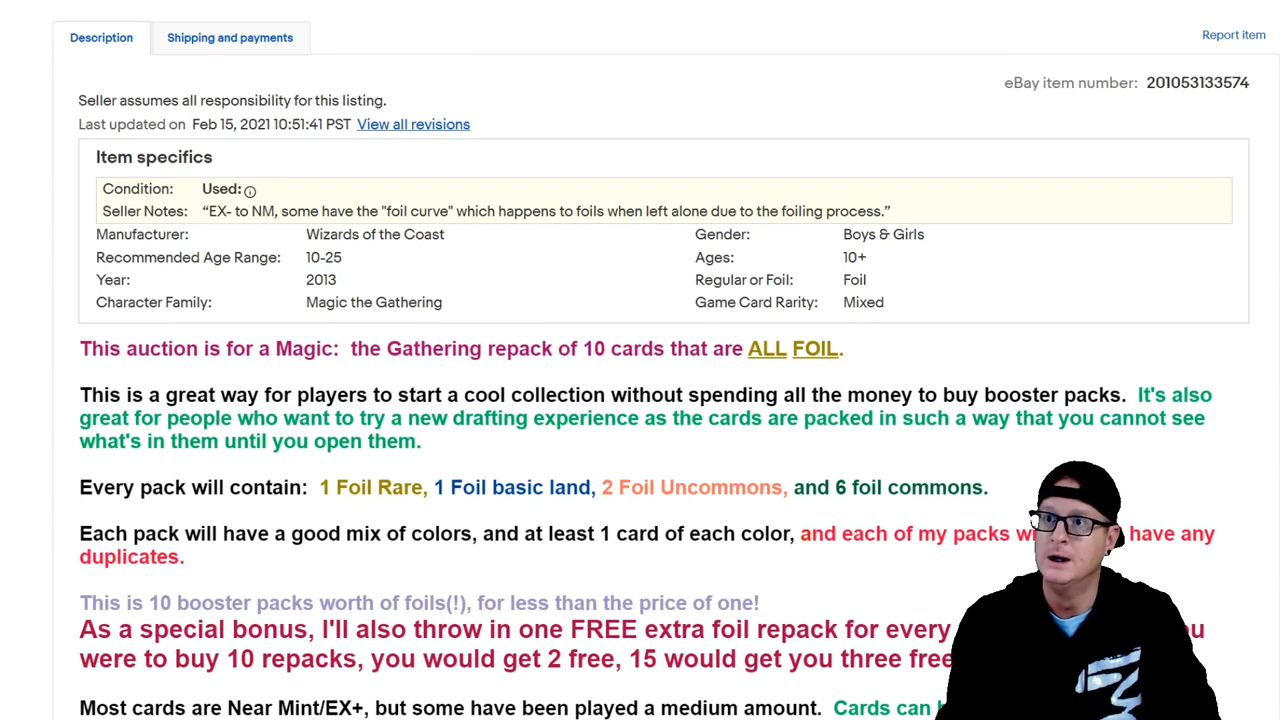 Description
Shipping and payments
Report item
eBay item number: 201053133574
Seller assumes all responsibility for this listing.
Last updated on Feb 15, 2021 10:51:41 PST View all revisions
Item specifics
Condition: Used:
Seller Notes: “EX- to NM, some have the "foil curve" which happens to foils when left alone due to the foiling process.”
Manufacturer: Wizards of the Coast Gender: Boys & Girls
Recommended Age Range: 10-25 Ages: 10+
Year: 2013 Regular or Foil: Foil
Character Family: Magic the Gathering Game Card Rarity: Mixed
This auction is for a Magic: the Gathering repack of 10 cards that are ALL FOIL.
This is a great way for players to start a cool collection without spending all the money to buy booster packs. It's also
great for people who want to try a new drafting experience as the cards are packed in such a way that you cannot see
what's in them until you open them.
Every pack will contain: 1 Foil Rare, 1 Foil basic land, 2 Foil Uncommons, and 6 foil commons.
Each pack will have a good mix of colors, and at least 1 card of each color, and each of my packs have any
duplicates.
This is 10 booster packs worth of foils(!), for less than the price of one!
As a special bonus, I'll also throw in one FREE extra foil repack for every
were to buy 10 repacks, you would get 2 free, 15 would get you three free
Most cards are Near Mint/EX+, but some have been played a medium amount. Cards can